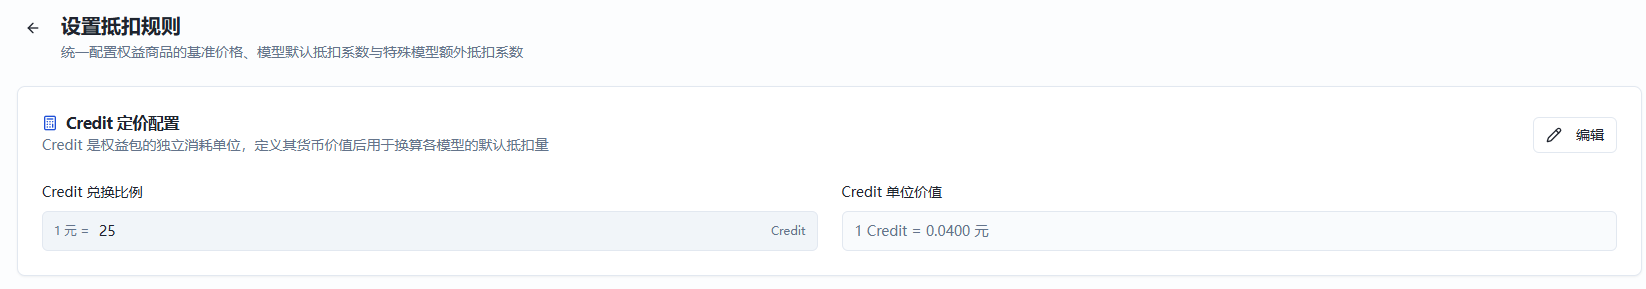 设置抵扣规则
统一配置权益商品的基准价格、模型默认抵扣系数与特殊模型额外抵扣系数
Credit 定价配置
Credit 是权益包的独立消耗单位，定义其货币价值后用于换算各模型的默认抵扣量
编辑
Credit 兑换比例
1 元 = 25 Credit
Credit 单位价值
1 Credit = 0.0400 元